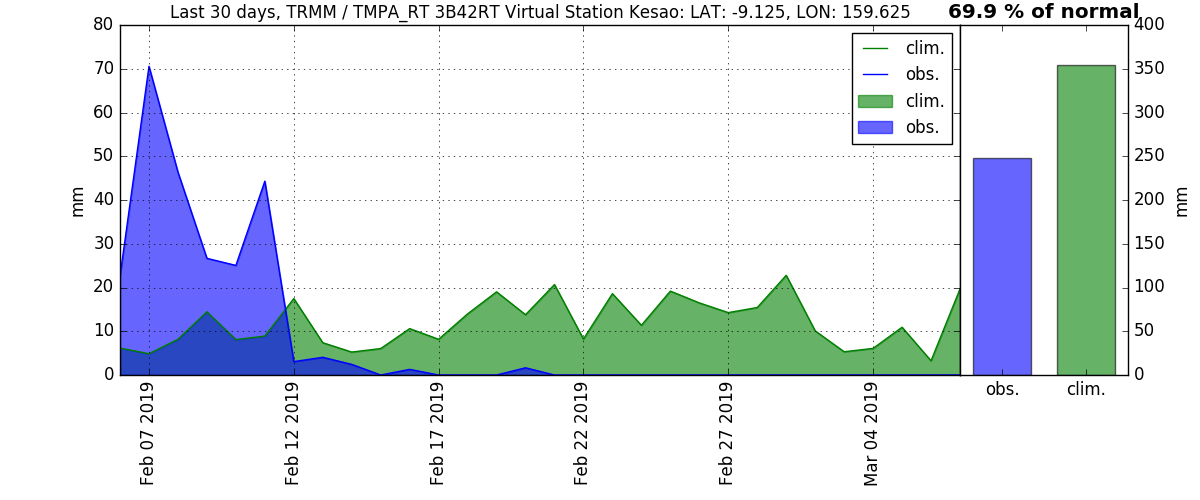 Last 30 days, TRMM / TMPA_RT 3B42RT Virtual Station Kesao: LAT: -9.125, LON: 159.625
69.9 % of normal
80
70
60
50
40
30
20
10
0
mm
clim.
obs.
clim.
obs.
Feb 07 2019
Feb 12 2019
Feb 17 2019
Feb 22 2019
Feb 27 2019
Mar 04 2019
400
350
300
250
200
150
100
50
0
mm
obs.
clim.